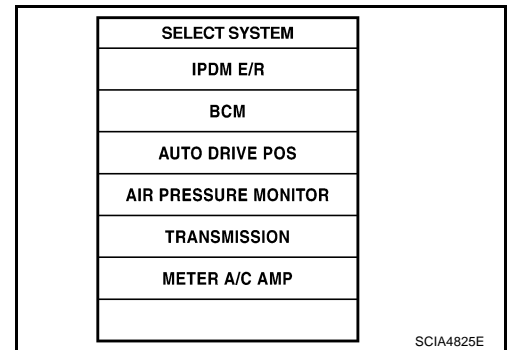 SELECT SYSTEM
IPDM E/R
BCM
AUTO DRIVE POS
AIR PRESSURE MONITOR
TRANSMISSION
METER A/C AMP
SCIA4825E